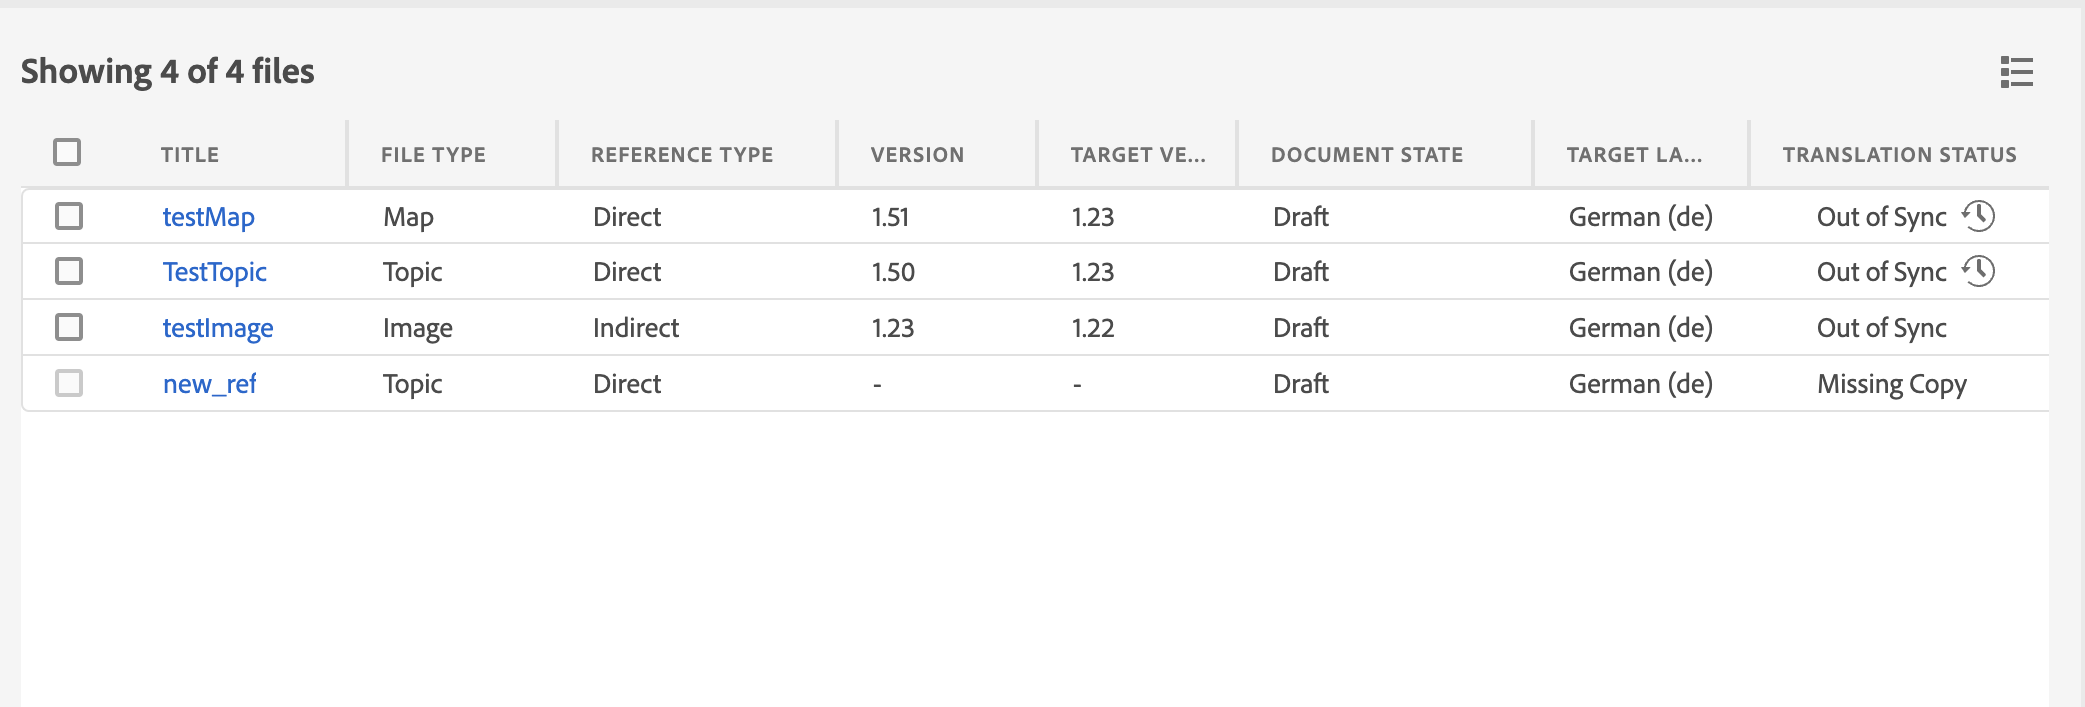 Showing 4 of 4 files
TITLE FILE TYPE REFERENCE TYPE VERSION TARGET VE... DOCUMENT STATE TARGET LA... TRANSLATION STATUS
testMap Map Direct 1.51 1.23 Draft German (de) Out of Sync
TestTopic Topic Direct 1.50 1.23 Draft German (de) Out of Sync
testImage Image Indirect 1.23 1.22 Draft German (de) Out of Sync
new_ref Topic Direct - - Draft German (de) Missing Copy